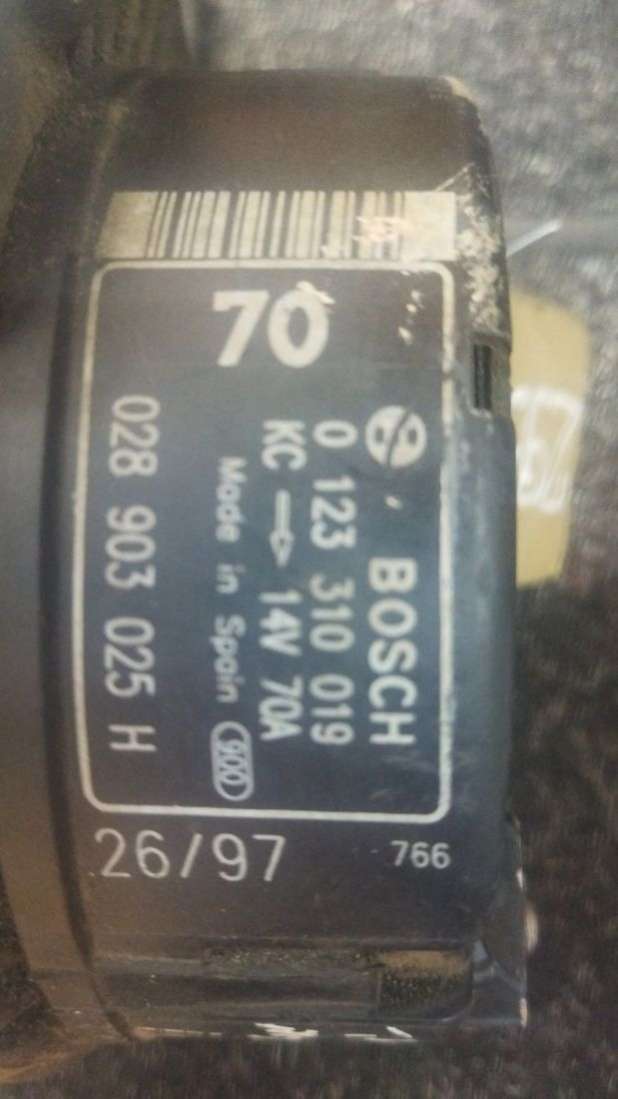 70
BOSCH
0 123 310 019
KC → 14V 70A
Made in Spain
028 903 025 H
26/97
766